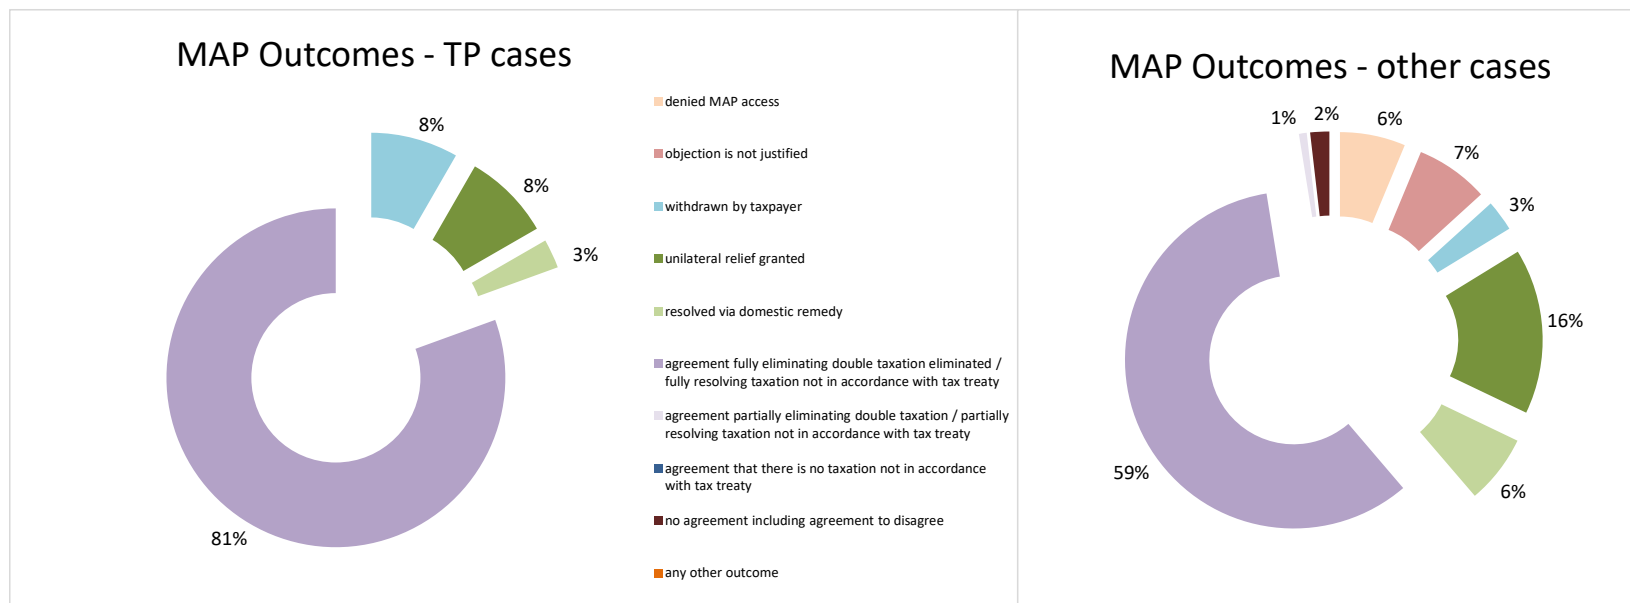 MAP Outcomes - TP cases
8%
8%
3%
81%
denied MAP access
objection is not justified
withdrawn by taxpayer
unilateral relief granted
resolved via domestic remedy
agreement fully eliminating double taxation eliminated /
fully resolving taxation not in accordance with tax treaty
agreement partially eliminating double taxation / partially
resolving taxation not in accordance with tax treaty
agreement that there is no taxation not in accordance
with tax treaty
no agreement including agreement to disagree
any other outcome
MAP Outcomes - other cases
1%
2%
6%
7%
3%
16%
6%
59%